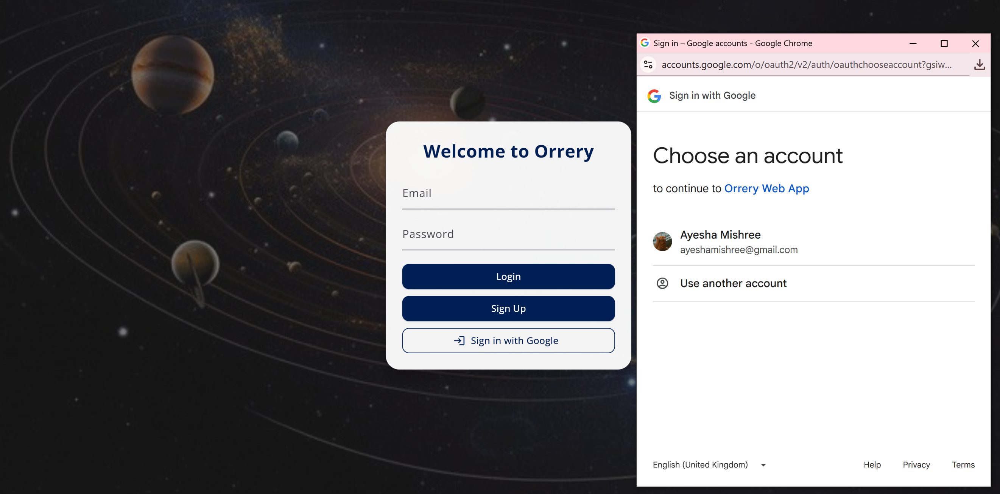 Welcome to Orrery
Email
Password
Login
Sign Up
Sign in with Google
Sign in – Google accounts - Google Chrome
accounts.google.com/o/oauth2/v2/auth/oauthchooseaccount?gsiw...
Sign in with Google
Choose an account
to continue to Orrery Web App
Ayesha Mishree
ayeshamishree@gmail.com
Use another account
English (United Kingdom)
Help Privacy Terms